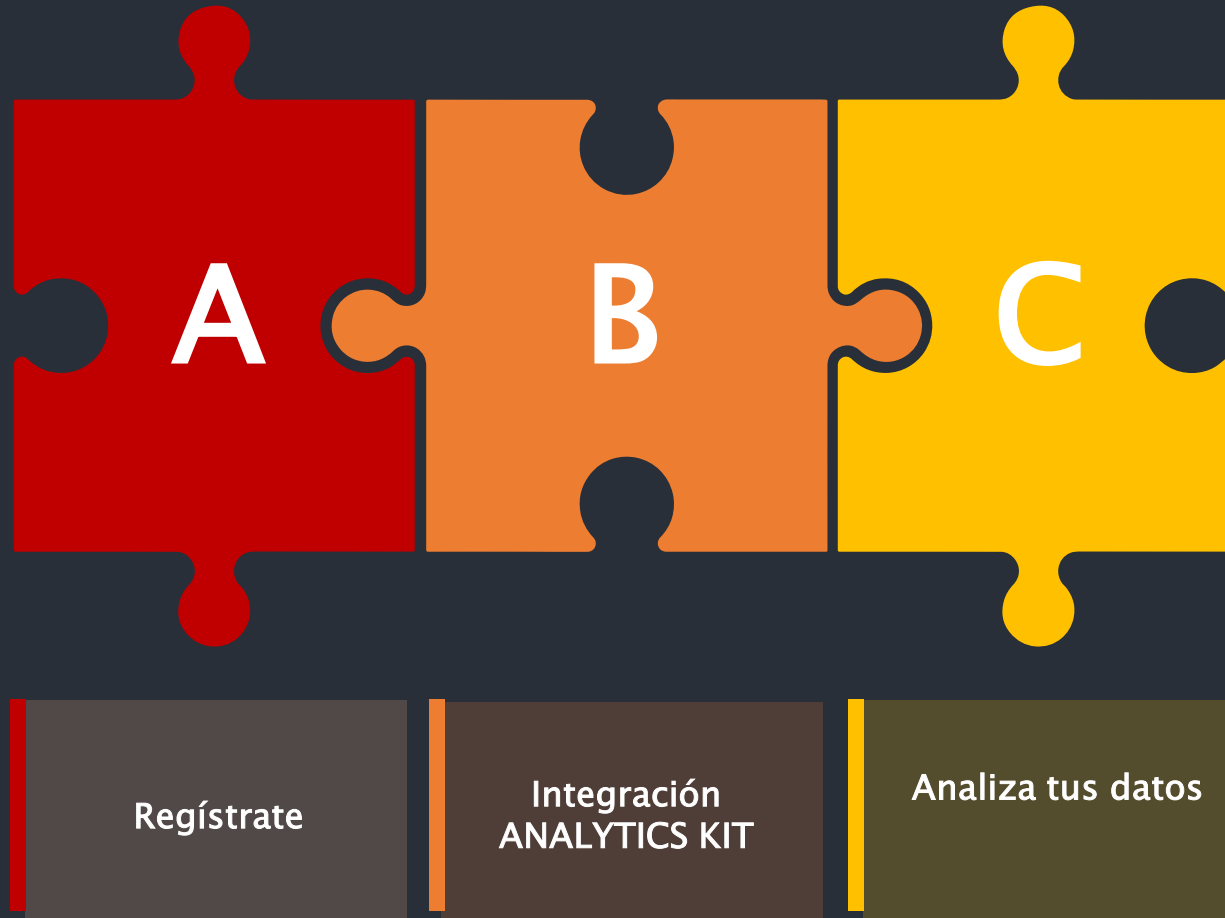 A
B
C
Regístrate
Integración
ANALYTICS KIT
Analiza tus datos